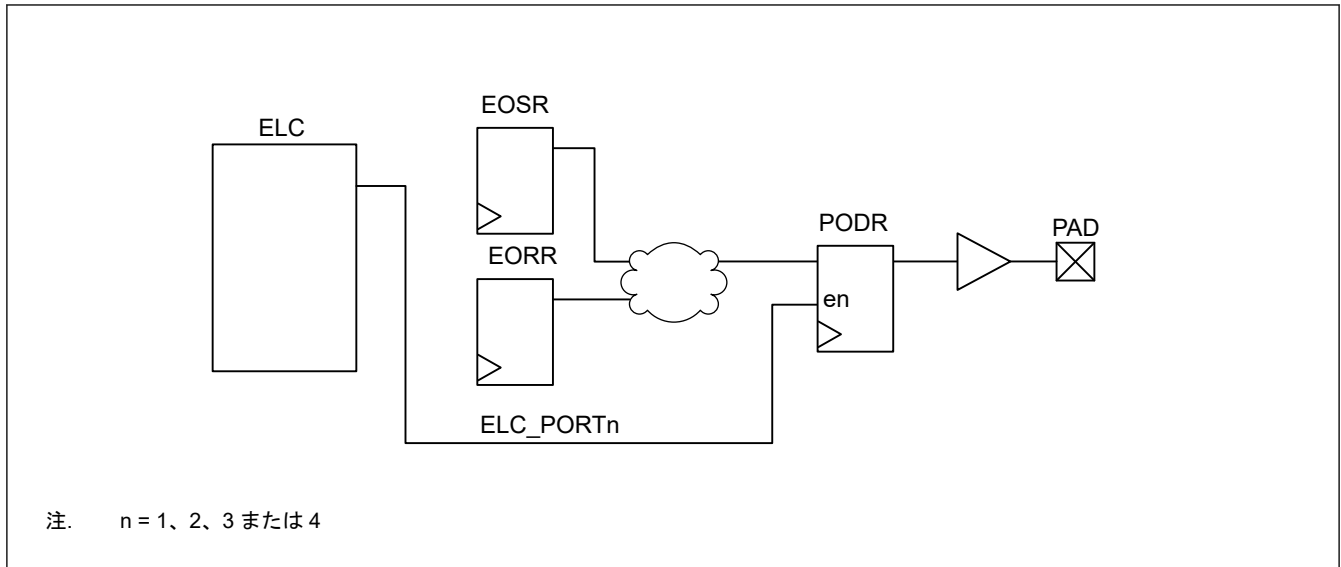 EOSR
ELC
PODR
PAD
EORR
en
ELC_PORTn
注. n = 1、2、3 または 4